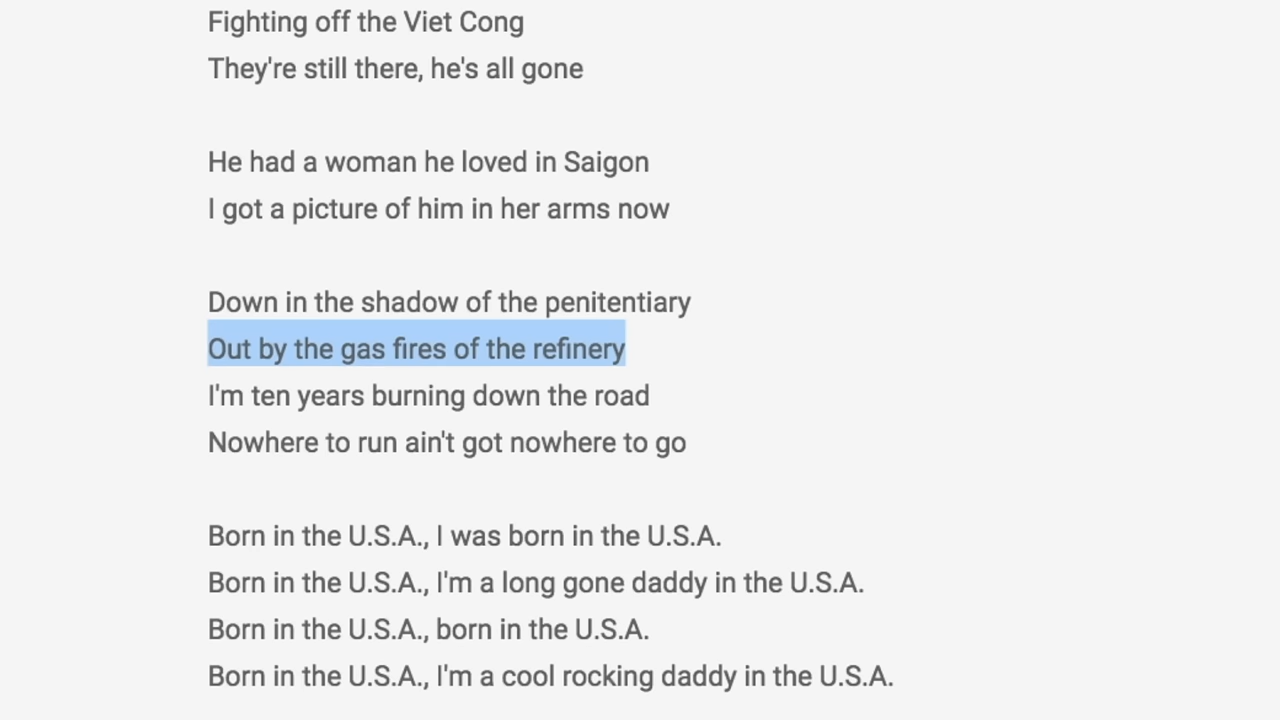 Fighting off the Viet Cong
They're still there, he's all gone
He had a woman he loved in Saigon
I got a picture of him in her arms now
Down in the shadow of the penitentiary
Out by the gas fires of the refinery
I'm ten years burning down the road
Nowhere to run ain't got nowhere to go
Born in the U.S.A., I was born in the U.S.A.
Born in the U.S.A., I'm a long gone daddy in the U.S.A.
Born in the U.S.A., born in the U.S.A.
Born in the U.S.A., I'm a cool rocking daddy in the U.S.A.